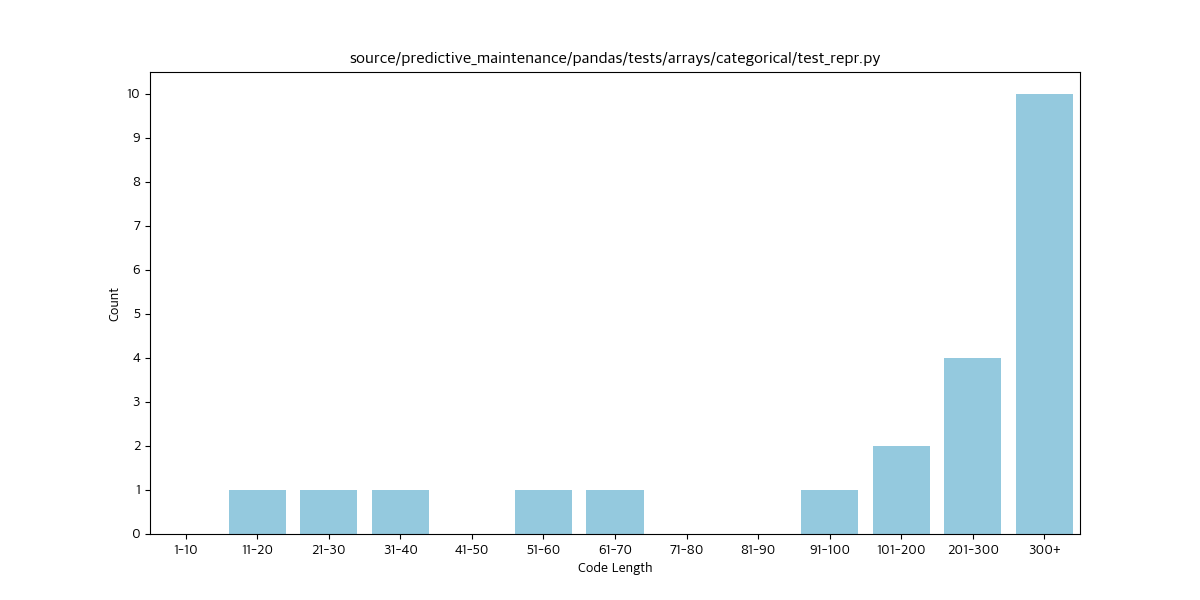 source/predictive_maintenance/pandas/tests/arrays/categorical/test_repr.py
10
9
8
7
6
5
4
3
2
1
0
Count
1-10 11-20 21-30 31-40 41-50 51-60 61-70 71-80 81-90 91-100 101-200 201-300 300+
Code Length